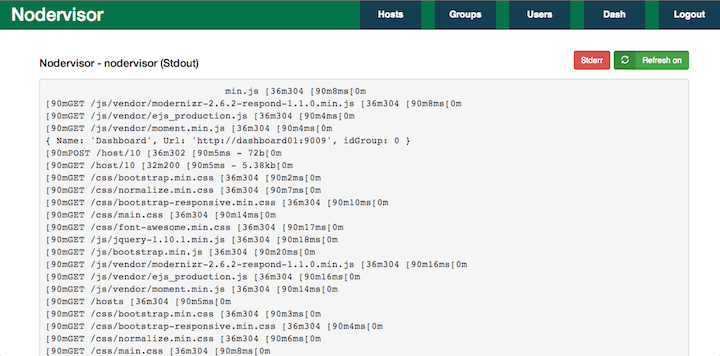 Nodervisor
Hosts
Groups
Users
Dash
Logout
Nodervisor - nodervisor (Stdout)
Stderr
Refresh on
min.js [36m304 [90m8ms[0m
[90mGET /js/vendor/modernizr-2.6.2-respond-1.1.0.min.js [36m304 [90m8ms[0m
[90mGET /js/vendor/ejs_production.js [36m304 [90m4ms[0m
[90mGET /js/vendor/moment.min.js [36m304 [90m4ms[0m
{ Name: 'Dashboard', Url: 'http://dashboard01:9009', idGroup: 0 }
[90mPOST /host/10 [36m302 [90m5ms - 72b[0m
[90mGET /host/10 [32m200 [90m5ms - 5.38kb[0m
[90mGET /css/bootstrap.min.css [36m304 [90m2ms[0m
[90mGET /css/normalize.min.css [36m304 [90m7ms[0m
[90mGET /css/bootstrap-responsive.min.css [36m304 [90m10ms[0m
[90mGET /css/main.css [36m304 [90m14ms[0m
[90mGET /css/font-awesome.min.css [36m304 [90m17ms[0m
[90mGET /js/jquery-1.10.1.min.js [36m304 [90m18ms[0m
[90mGET /js/bootstrap.min.js [36m304 [90m20ms[0m
[90mGET /js/vendor/modernizr-2.6.2-respond-1.1.0.min.js [36m304 [90m16ms[0m
[90mGET /js/vendor/ejs_production.js [36m304 [90m16ms[0m
[90mGET /js/vendor/moment.min.js [36m304 [90m14ms[0m
[90mGET /hosts [36m304 [90m5ms[0m
[90mGET /css/bootstrap.min.css [36m304 [90m3ms[0m
[90mGET /css/bootstrap-responsive.min.css [36m304 [90m4ms[0m
[90mGET /css/normalize.min.css [36m304 [90m6ms[0m
[90mGET /css/main.css [36m304 [90m8ms[0m